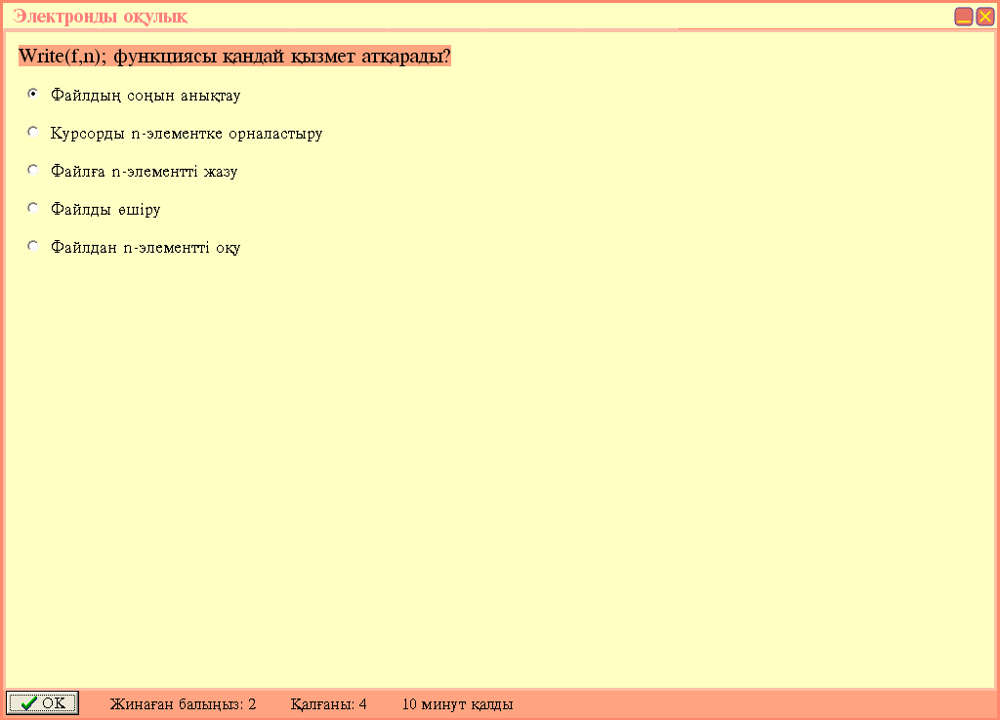 Электронды оқулық
Write(f,n); функциясы қандай қызмет атқарады?
Файлдың соңын анықтау
Курсорды n-элементке орналастыру
Файлға n-элементті жазу
Файлды өшіру
Файлдан n-элементті оқу
OK Жинаған балыңыз: 2 Қалғаны: 4 10 минут қалды